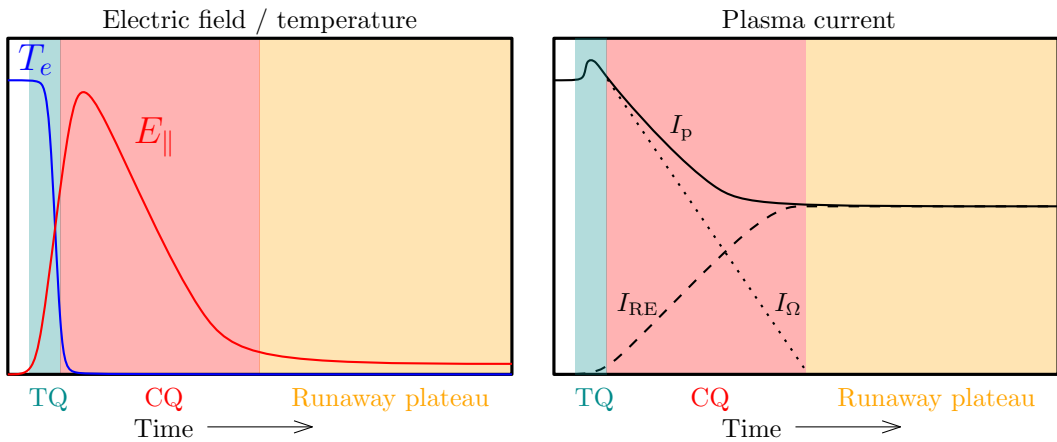 Electric field / temperature
T_e
E_∥
TQ
CQ
Runaway plateau
Time
Plasma current
I_p
I_RE
I_Ω
TQ
CQ
Runaway plateau
Time